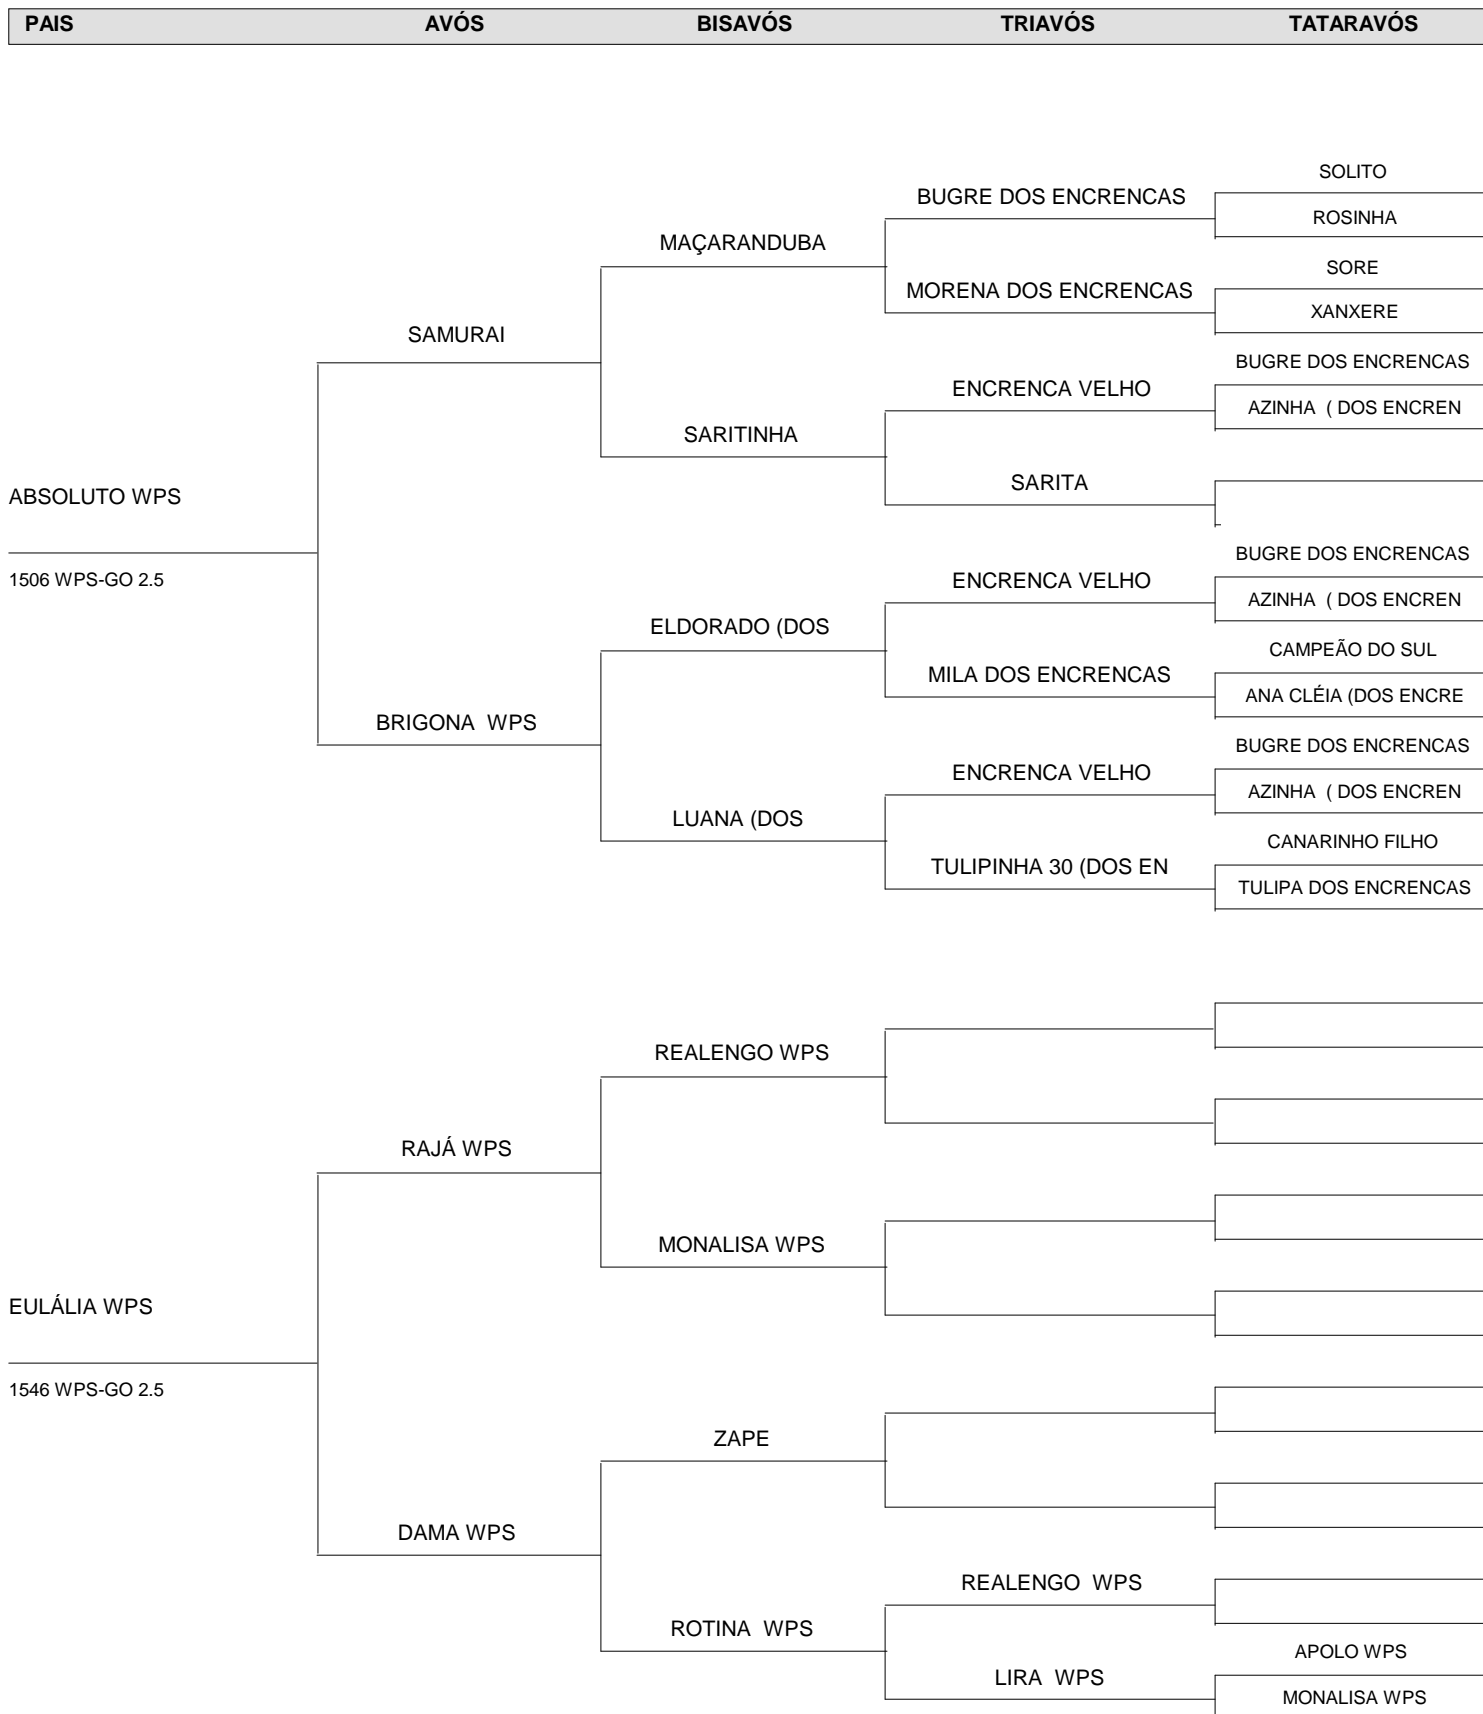 PAIS AVÓS BISAVÓS TRIAVÓS TATARAVÓS
SOLITO
BUGRE DOS ENCRENCAS
ROSINHA
MAÇARANDUBA
SORE
MORENA DOS ENCRENCAS
XANXERE
SAMURAI
BUGRE DOS ENCRENCAS
ENCRENCA VELHO
AZINHA ( DOS ENCREN
SARITINHA
SARITA
ABSOLUTO WPS
1506 WPS-GO 2.5
BUGRE DOS ENCRENCAS
ENCRENCA VELHO
AZINHA ( DOS ENCREN
ELDORADO (DOS
CAMPEÃO DO SUL
MILA DOS ENCRENCAS
ANA CLÉIA (DOS ENCRE
BRIGONA WPS
BUGRE DOS ENCRENCAS
ENCRENCA VELHO
AZINHA ( DOS ENCREN
LUANA (DOS
CANARINHO FILHO
TULIPINHA 30 (DOS EN
TULIPA DOS ENCRENCAS
REALENGO WPS
RAJÁ WPS
MONALISA WPS
EULÁLIA WPS
1546 WPS-GO 2.5
ZAPE
DAMA WPS
REALENGO WPS
ROTINA WPS
APOLO WPS
LIRA WPS
MONALISA WPS